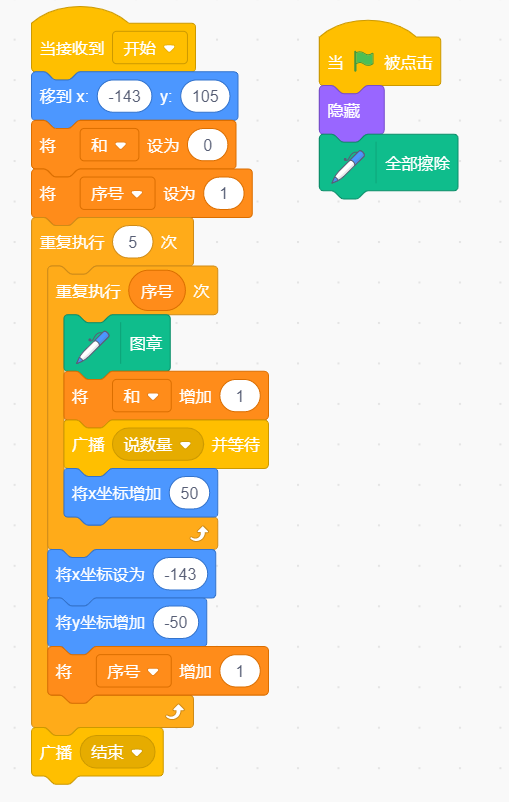 当接收到 开始
移到 x: -143 y: 105
将 和 设为 0
将 序号 设为 1
重复执行 5 次
重复执行 序号 次
图章
将 和 增加 1
广播 说数量 并等待
将x坐标增加 50
将x坐标设为 -143
将y坐标增加 -50
将 序号 增加 1
广播 结束
当 被点击
隐藏
全部擦除